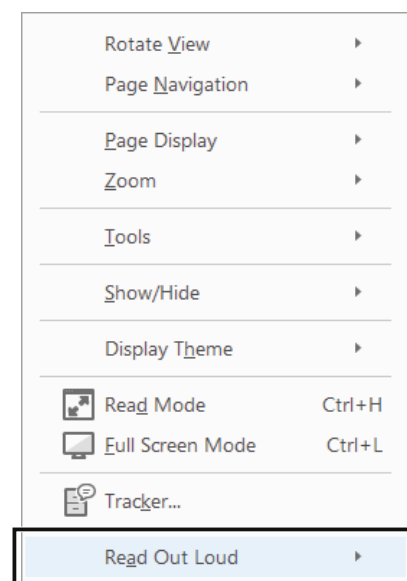 Rotate View
Page Navigation
Page Display
Zoom
Tools
Show/Hide
Display Theme
Read Mode Ctrl+H
Full Screen Mode Ctrl+L
Tracker...
Read Out Loud